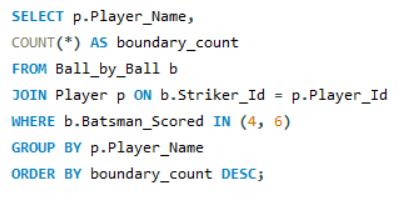 SELECT p.Player_Name,
COUNT(*) AS boundary_count
FROM Ball_by_Ball b
JOIN Player p ON b.Striker_Id = p.Player_Id
WHERE b.Batsman_Scored IN (4, 6)
GROUP BY p.Player_Name
ORDER BY boundary_count DESC;